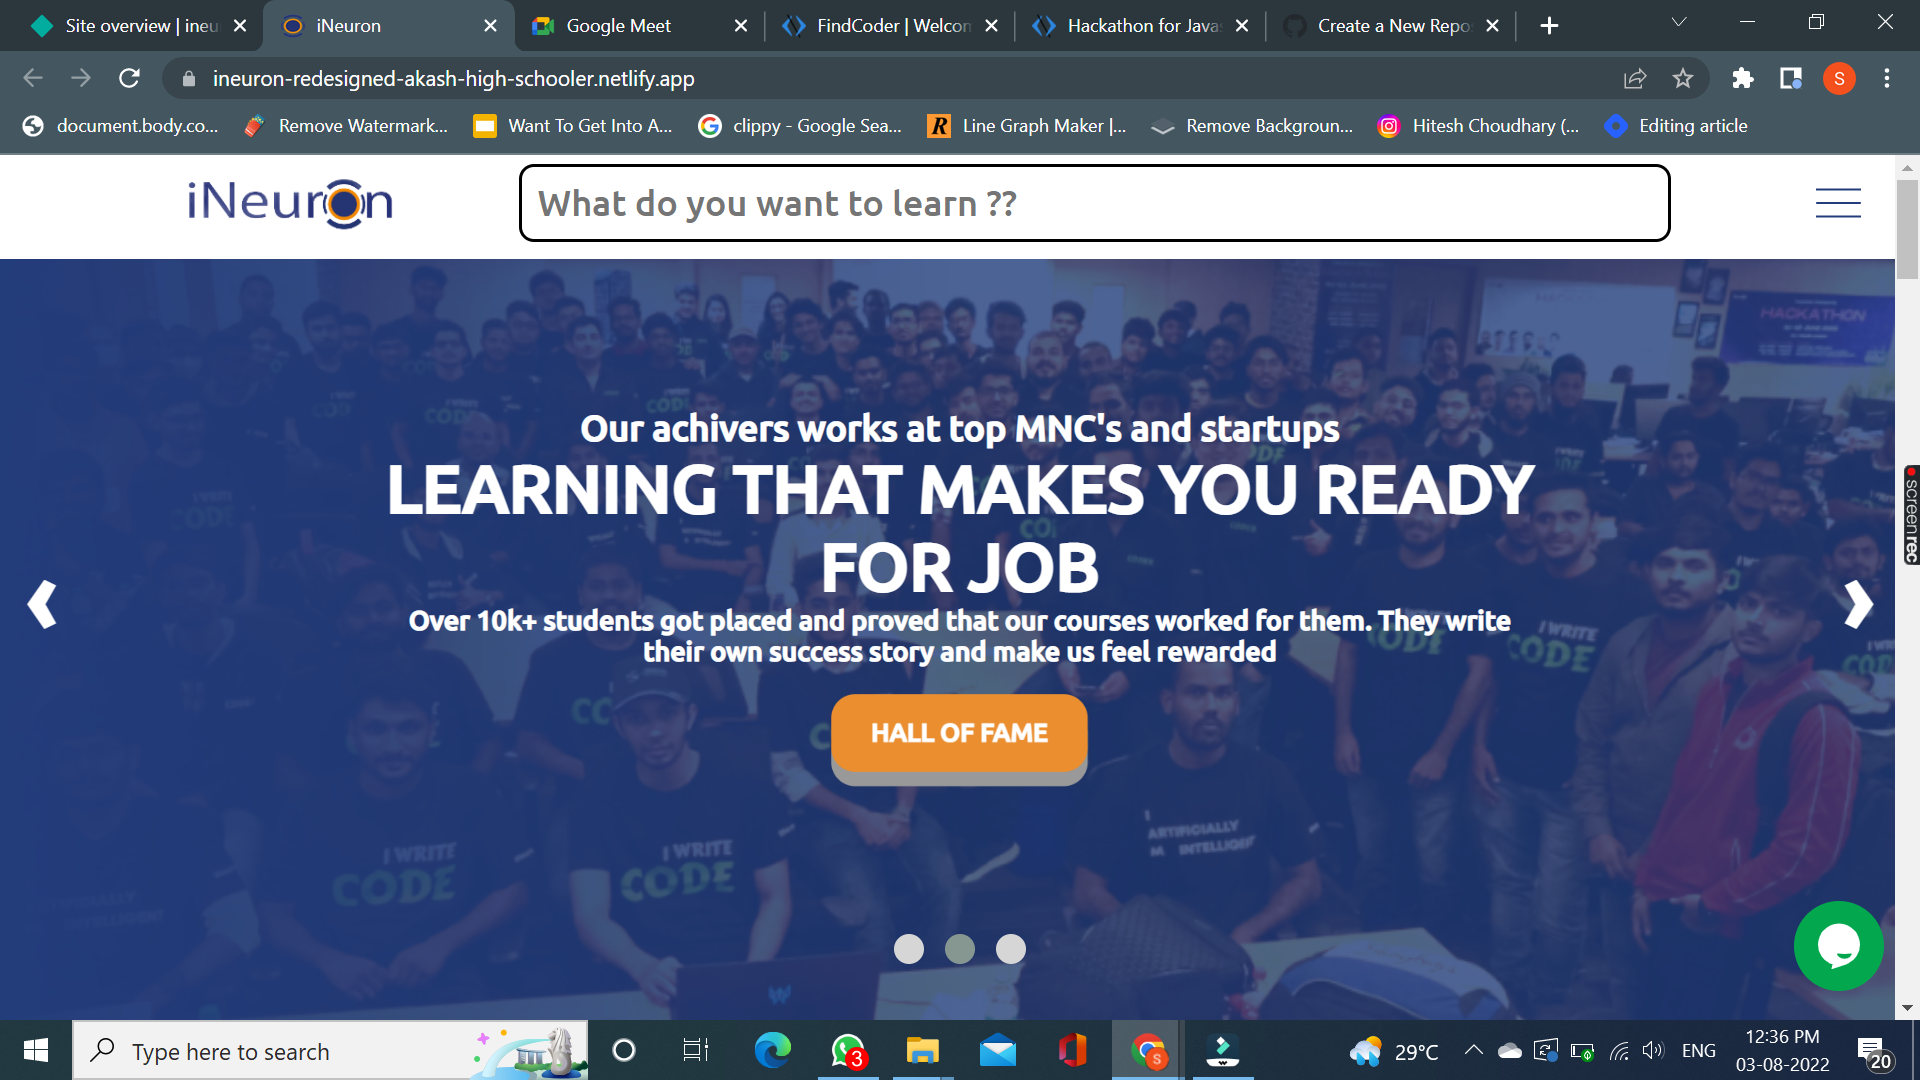 Site overview | ineu
iNeuron
Google Meet
FindCoder | Welcom
Hackathon for Javas
Create a New Repo
ineuron-redesigned-akash-high-schooler.netlify.app
S
document.body.co...
Remove Watermark...
Want To Get Into A...
clippy - Google Sea...
Line Graph Maker |...
Remove Backgroun...
Hitesh Choudhary (...
Editing article
iNeuron
What do you want to learn ??
HACKATHON
Our achivers works at top MNC's and startups
LEARNING THAT MAKES YOU READY
FOR JOB
Over 10k+ students got placed and proved that our courses worked for them. They write
their own success story and make us feel rewarded
HALL OF FAME
I WRITE
CODE
I WRITE
CODE
I WRITE
CODE
I
ARTIFICIALLY
INTELLIGENT
screenrec
Type here to search
3
S
29°C
ENG
12:36 PM
03-08-2022
20